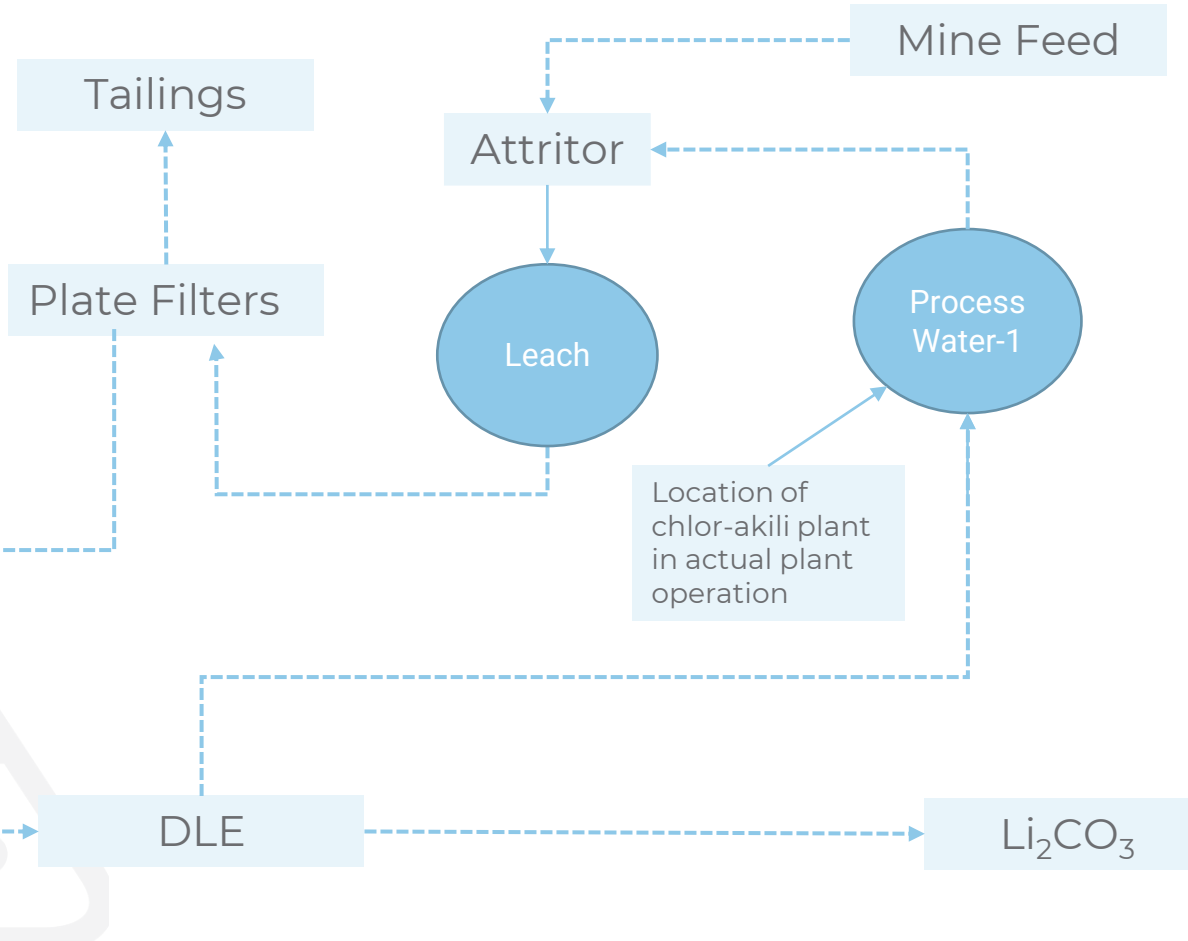 Mine Feed
Tailings
Attritor
Plate Filters
Process
Water-1
Leach
Location of
chlor-akili plant
in actual plant
operation
DLE
Li₂CO₃